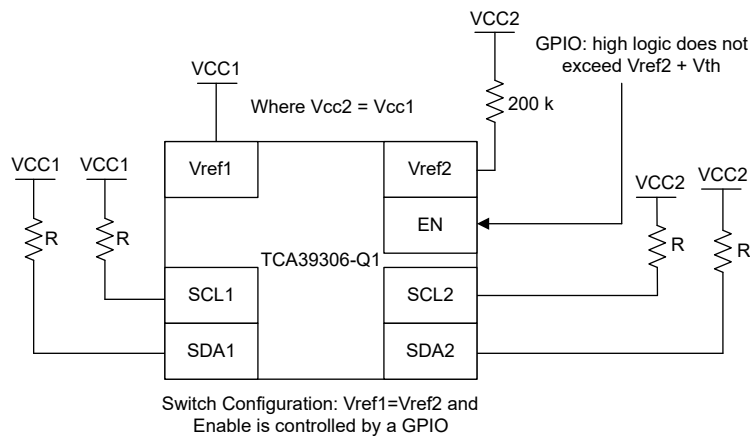 VCC2
GPIO: high logic does not
exceed Vref2 + Vth
VCC1
Where Vcc2 = Vcc1
200 k
VCC1
VCC1
Vref1
Vref2
VCC2
VCC2
EN
R
R
R
R
TCA39306-Q1
SCL1
SCL2
SDA1
SDA2
Switch Configuration: Vref1=Vref2 and
Enable is controlled by a GPIO